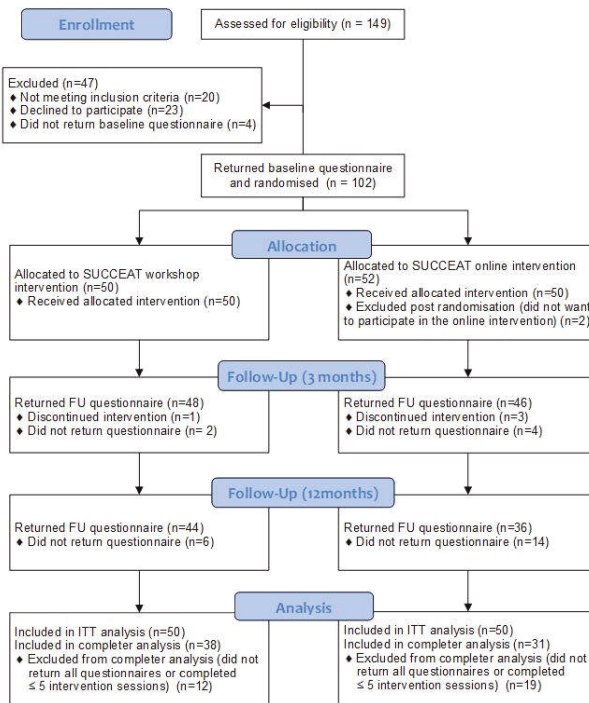 Enrollment
Assessed for eligibility (n = 149)
Excluded (n=47)
♦ Not meeting inclusion criteria (n=20)
♦ Declined to participate (n=23)
♦ Did not return baseline questionnaire (n=4)
Returned baseline questionnaire
and randomised (n = 102)
Allocation
Allocated to SUCCEAT workshop
intervention (n=50)
♦ Received allocated intervention (n=50)
Allocated to SUCCEAT online intervention
(n=52)
♦ Received allocated intervention (n=50)
♦ Excluded post randomisation (did not want
to participate in the online intervention) (n=2)
Follow-Up (3 months)
Returned FU questionnaire (n=48)
♦ Discontinued intervention (n=1)
♦ Did not return questionnaire (n= 2)
Returned FU questionnaire (n=46)
♦ Discontinued intervention (n=3)
♦ Did not return questionnaire (n=4)
Follow-Up (12months)
Returned FU questionnaire (n=44)
♦ Did not return questionnaire (n=6)
Returned FU questionnaire (n=36)
♦ Did not return questionnaire (n=14)
Analysis
Included in ITT analysis (n=50)
Included in completer analysis (n=38)
♦ Excluded from completer analysis (did not
return all questionnaires or completed
≤ 5 intervention sessions) (n=12)
Included in ITT analysis (n=50)
Included in completer analysis (n=31)
♦ Excluded from completer analysis (did not
return all questionnaires or completed
≤ 5 intervention sessions) (n=19)